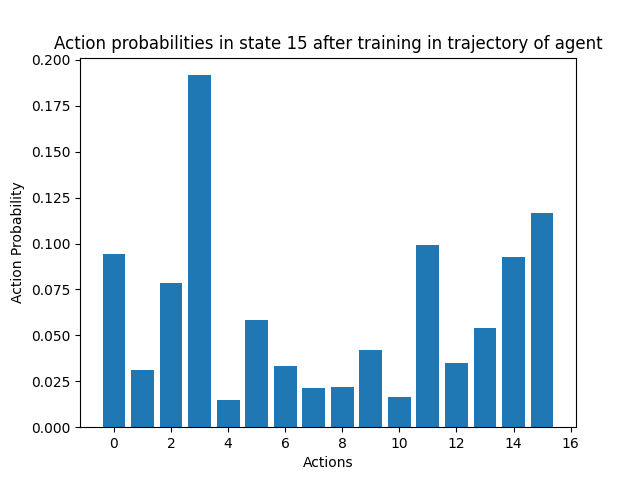 Action probabilities in state 15 after training in trajectory of agent
0.200
0.175
0.150
0.125
0.100
0.075
0.050
0.025
0.000
Action Probability
0 2 4 6 8 10 12 14 16
Actions